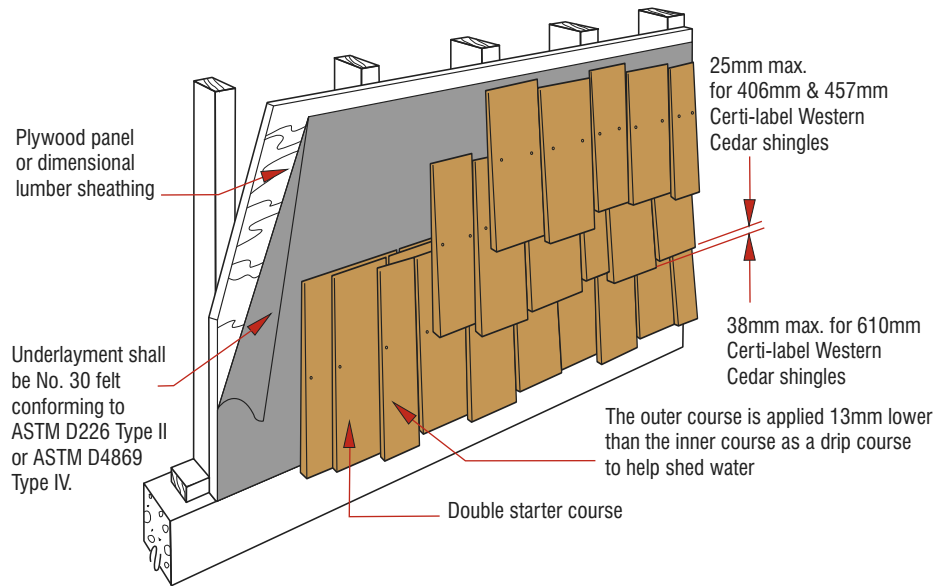 25mm max.
for 406mm & 457mm
Certi-label Western
Cedar shingles
Plywood panel
or dimensional
lumber sheathing
38mm max. for 610mm
Certi-label Western
Cedar shingles
Underlayment shall
be No. 30 felt
conforming to
ASTM D226 Type II
or ASTM D4869
Type IV.
The outer course is applied 13mm lower
than the inner course as a drip course
to help shed water
Double starter course